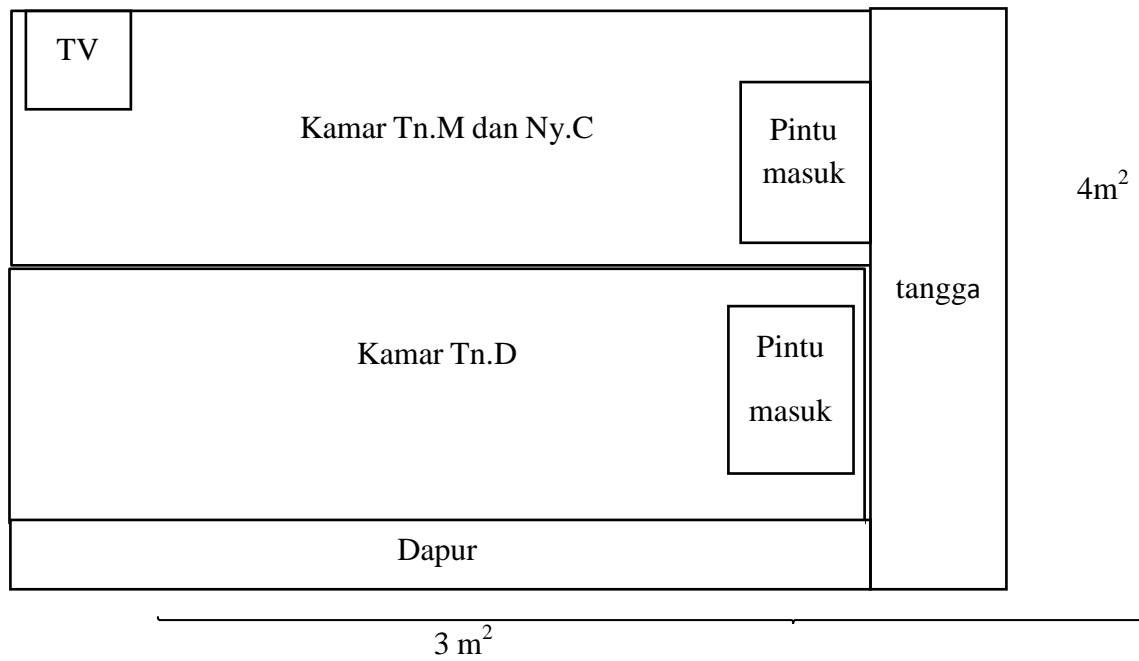 TV
Kamar Tn.M dan Ny.C
Pintu
masuk
4m²
tangga
Kamar Tn.D
Pintu
masuk
Dapur
3 m²